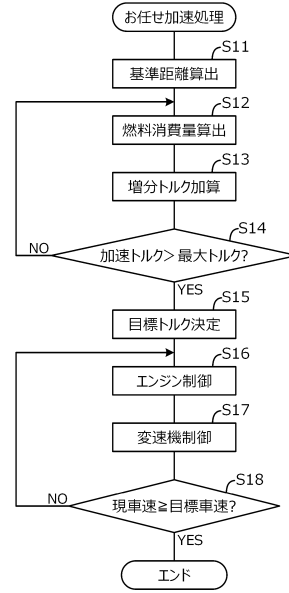 お任せ加速処理
S11
基準距離算出
S12
燃料消費量算出
S13
増分トルク加算
S14
加速トルク＞最大トルク?
NO
YES
S15
目標トルク決定
S16
エンジン制御
S17
変速機制御
S18
現車速≧目標車速?
NO
YES
エンド